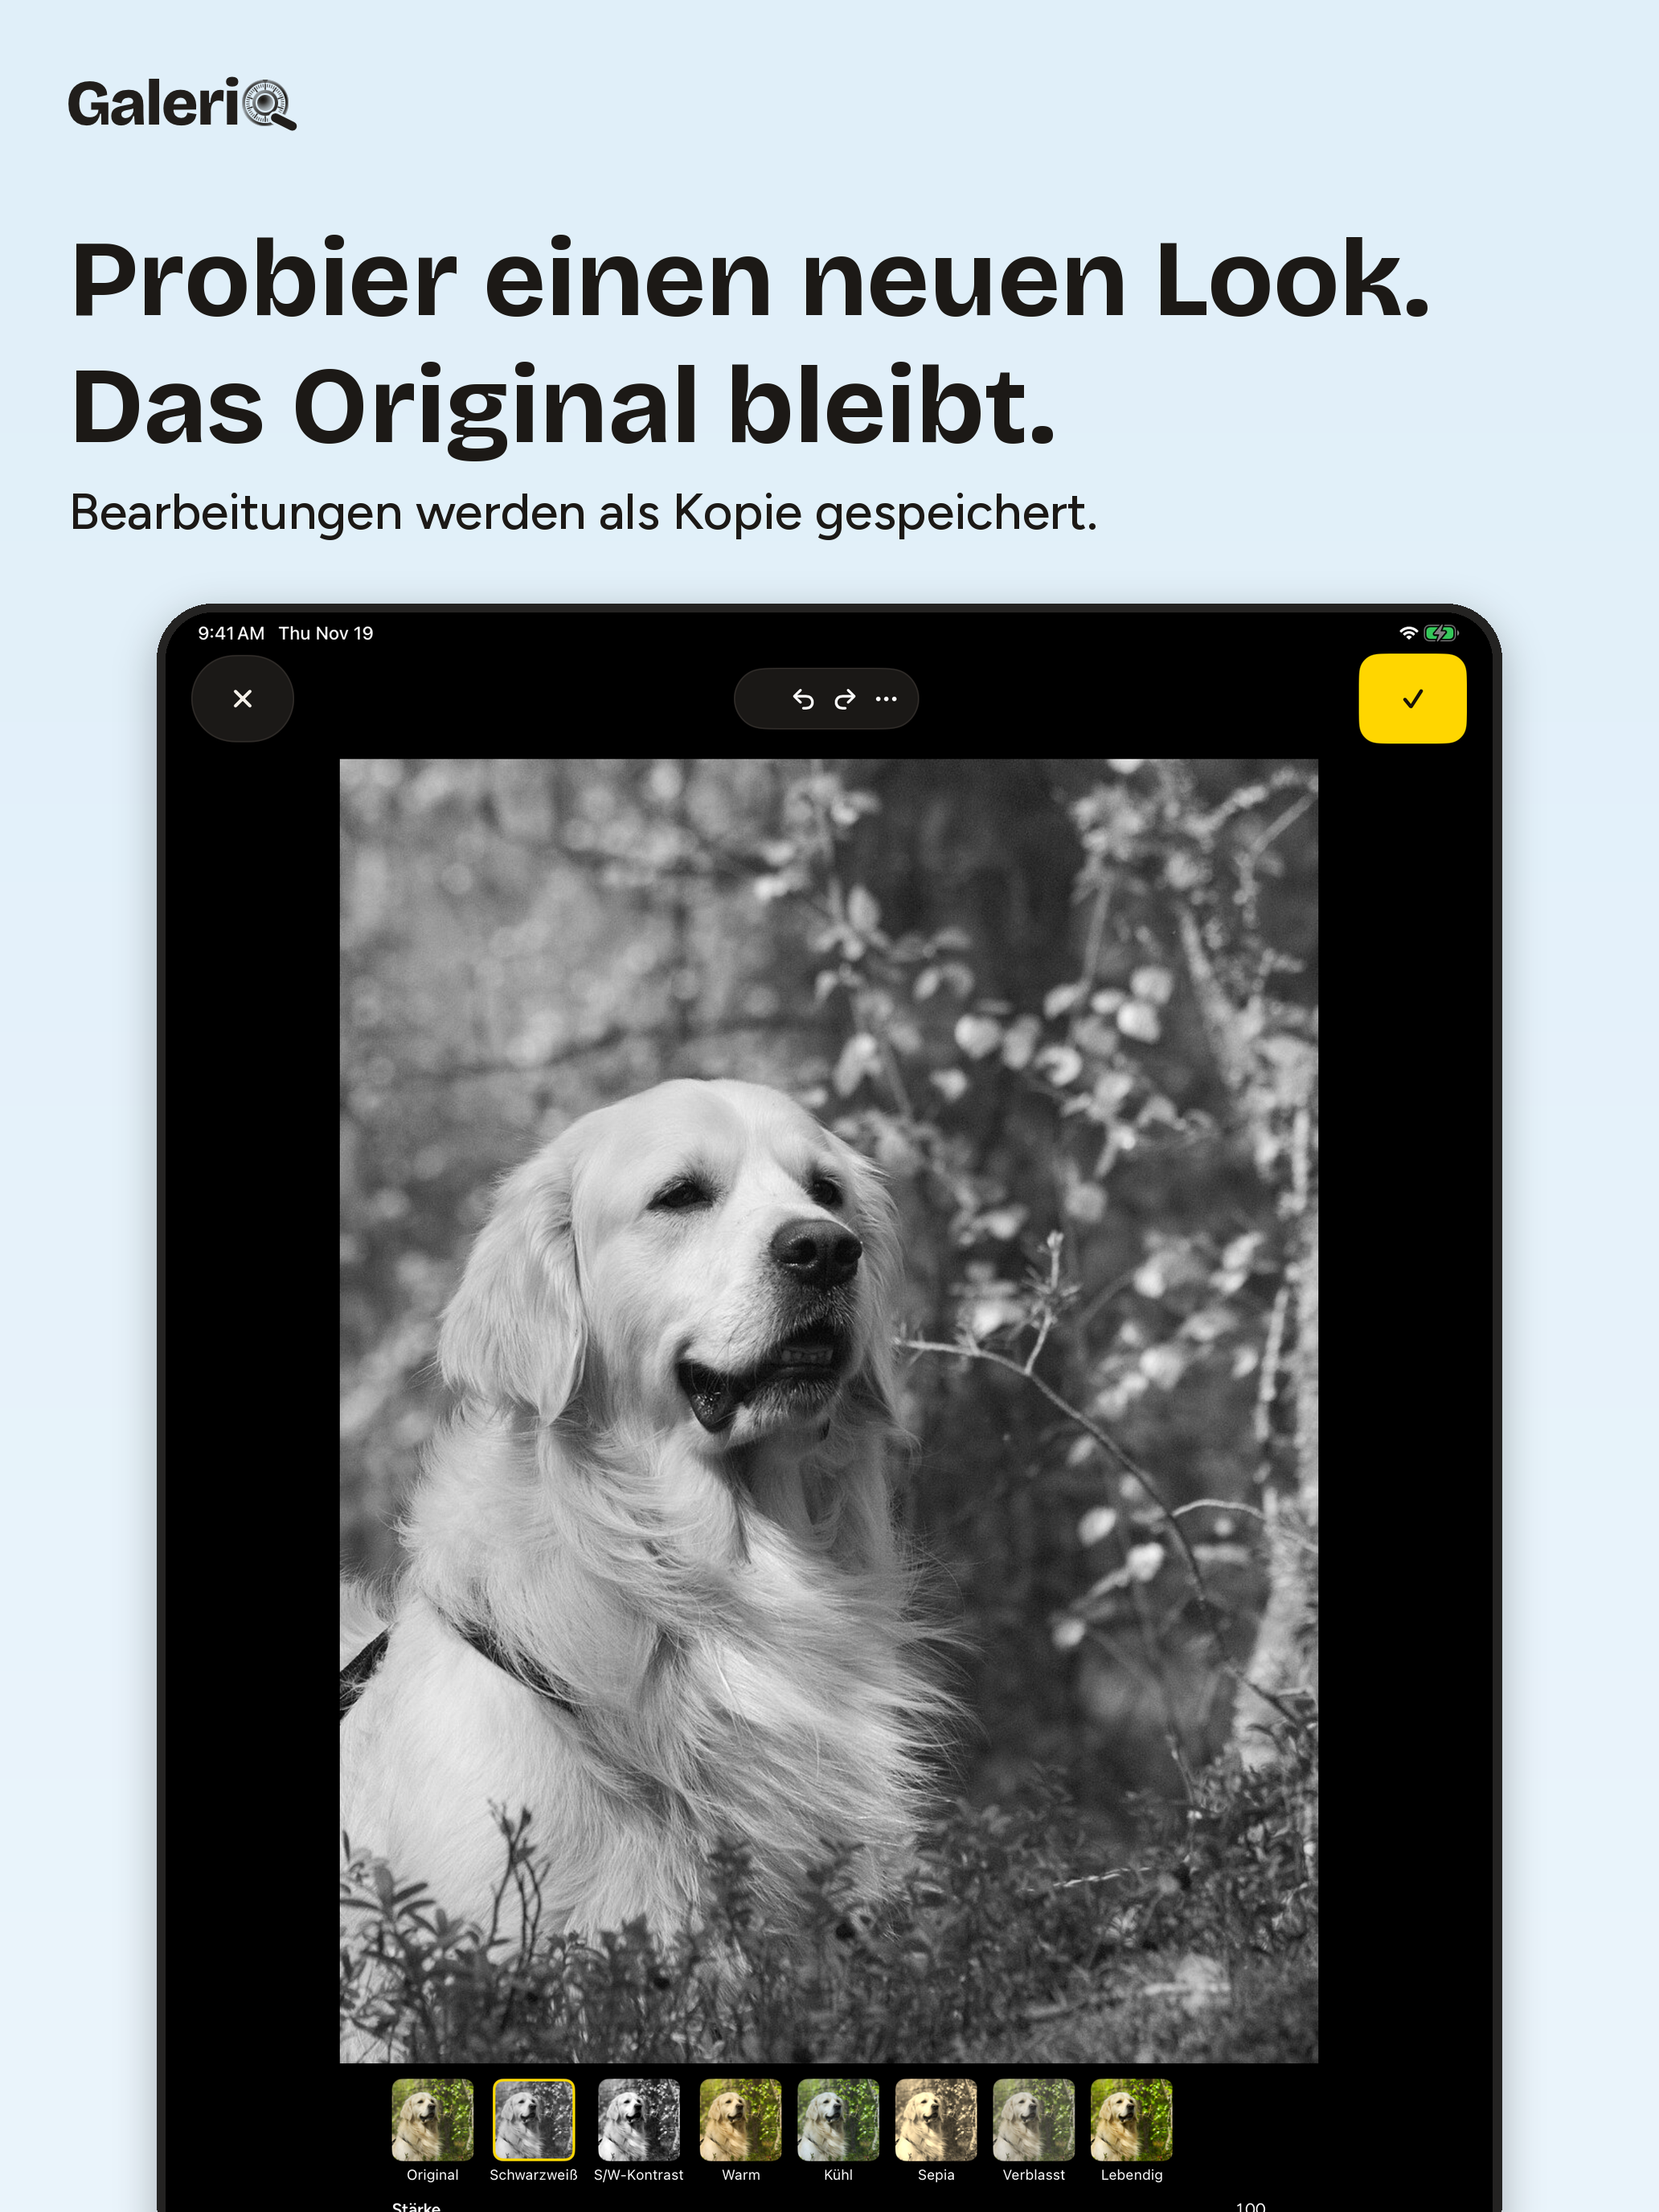 GaleriQ
Probier einen neuen Look.
Das Original bleibt.
Bearbeitungen werden als Kopie gespeichert.
9:41 AM Thu Nov 19
Original Schwarzweiß S/W-Kontrast Warm Kühl Sepia Verblasst Lebendig
Stärke 100